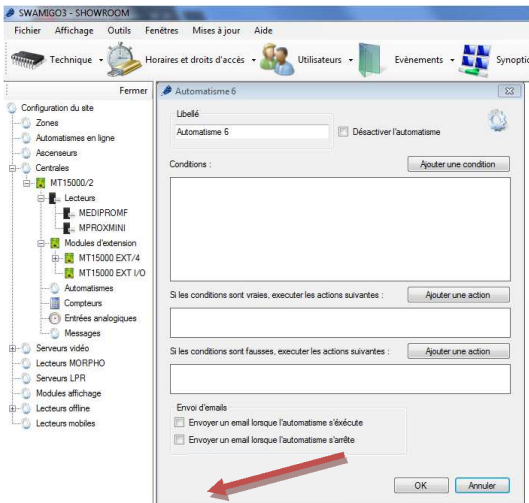 SWAMIGO3 - SHOWROOM
Fichier Affichage Outils Fenêtres Mises à jour Aide
Technique Horaires et droits d'accès Utilisateurs Evènements Synoptic
Fermer
Configuration du site
Zones
Automatismes en ligne
Ascenseurs
Centrales
MT15000/2
Lecteurs
MEDIPROMF
MPROXMINI
Modules d'extension
MT15000 EXT/4
MT15000 EXT I/O
Automatismes
Compteurs
Entrées analogiques
Messages
Serveurs vidéo
Lecteurs MORPHO
Serveurs LPR
Modules affichage
Lecteurs offline
Lecteurs mobiles
Automatisme 6
Libellé
Automatisme 6
Désactiver l'automatisme
Conditions :
Ajouter une condition
Si les conditions sont vraies, executer les actions suivantes :
Ajouter une action
Si les conditions sont fausses, executer les actions suivantes :
Ajouter une action
Envoi d'emails
Envoyer un email lorsque l'automatisme s'éxécute
Envoyer un email lorsque l'automatisme s'arrête
OK
Annuler